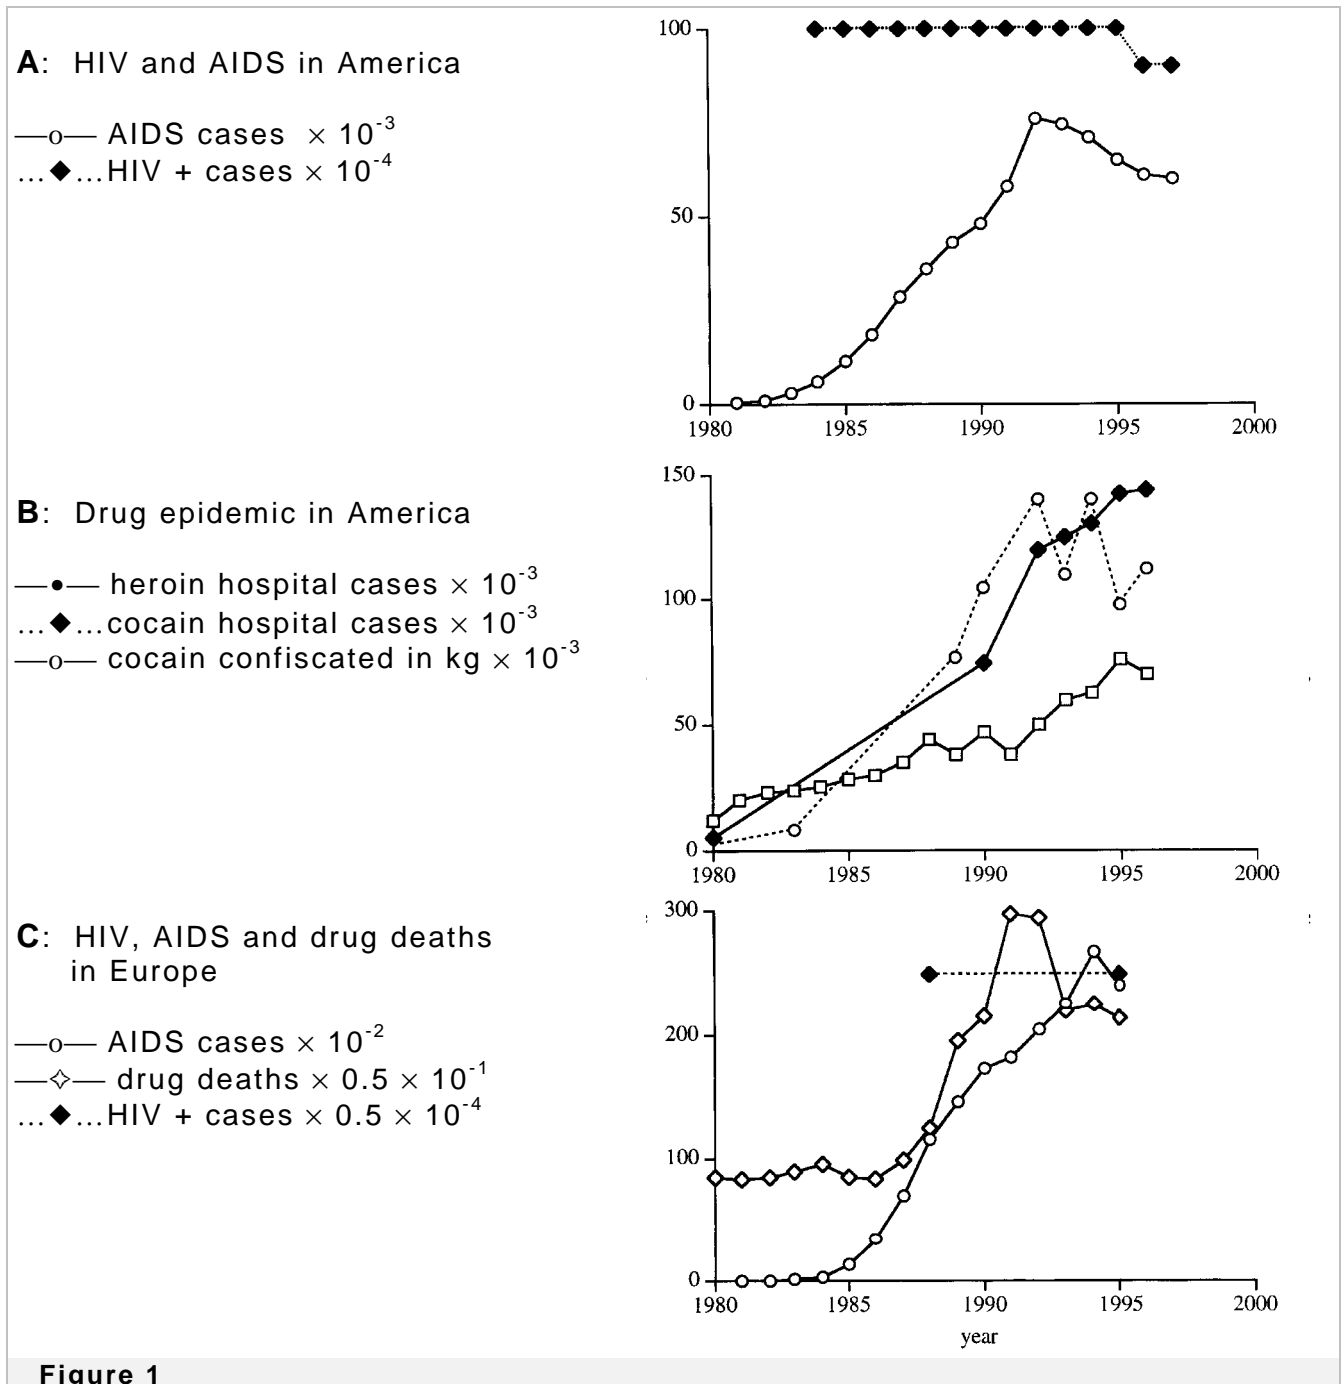 A: HIV and AIDS in America
—o— AIDS cases × 10-3
...◆...HIV + cases × 10-4
100
50
0
1980 1985 1990 1995 2000
B: Drug epidemic in America
—●— heroin hospital cases × 10-3
...◆...cocain hospital cases × 10-3
—o— cocain confiscated in kg × 10-3
150
100
50
0
1980 1985 1990 1995 2000
C: HIV, AIDS and drug deaths
in Europe
—o— AIDS cases × 10-2
—✧— drug deaths × 0.5 × 10-1
...◆...HIV + cases × 0.5 × 10-4
300
200
100
0
1980 1985 1990 1995 2000
year
Figure 1